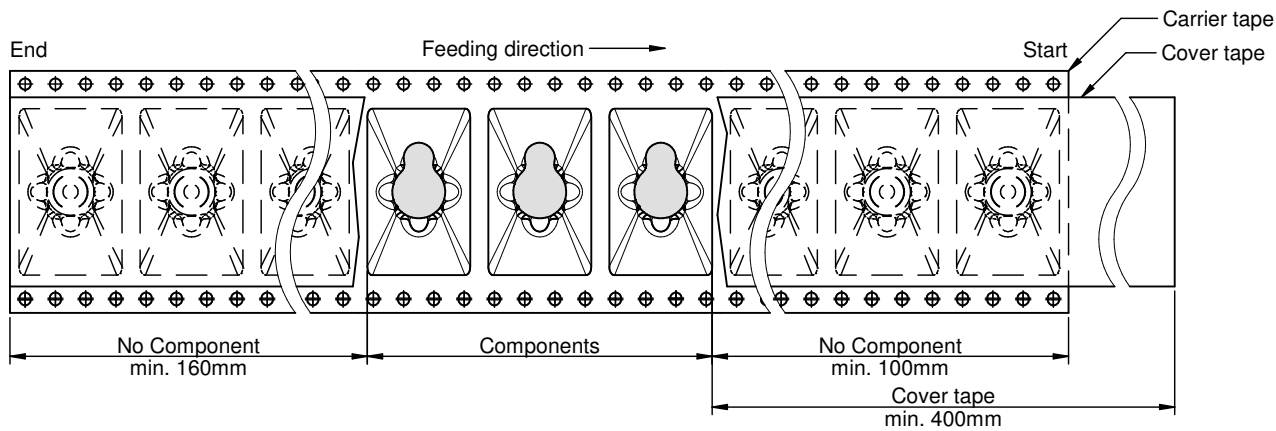 Carrier tape
End
Feeding direction
Start
Cover tape
No Component
min. 160mm
Components
No Component
min. 100mm
Cover tape
min. 400mm